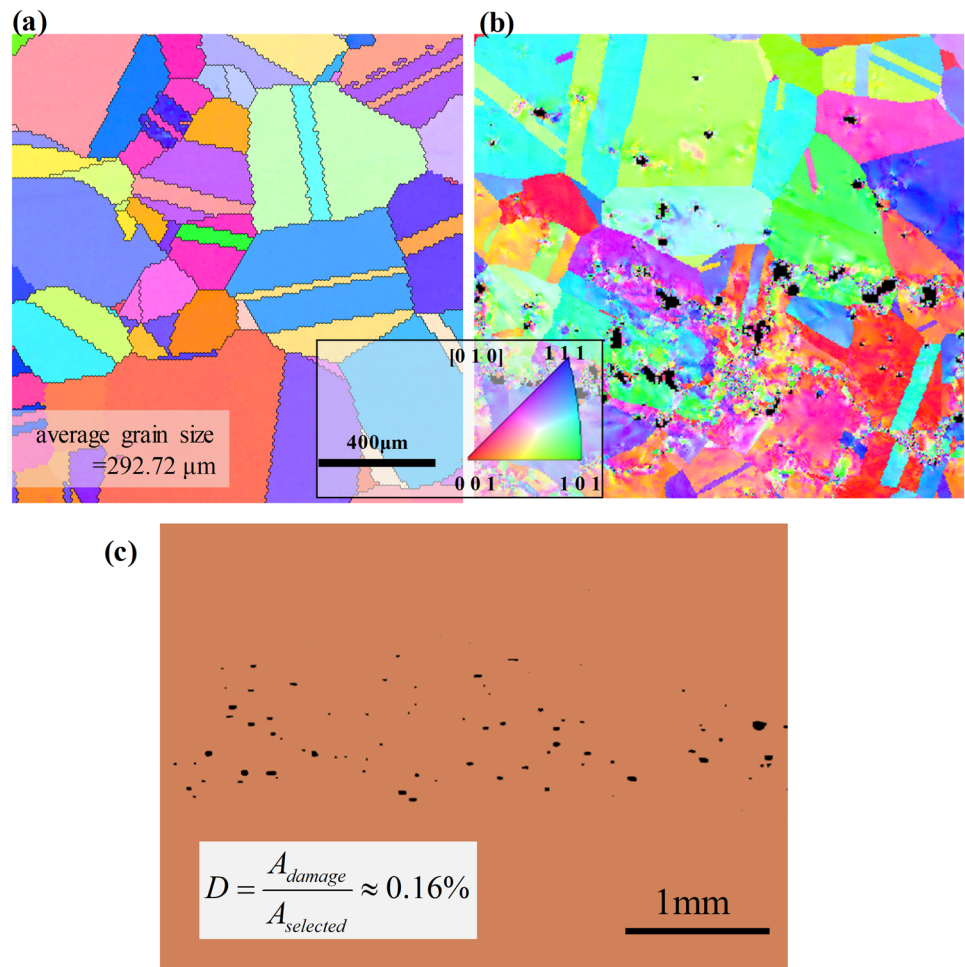 (a)
(b)
average grain size
=292.72 μm
[0 1 0]
1 1 1
400μm
0 0 1
1 0 1
(c)
D = A_damage / A_selected ≈ 0.16%
1mm